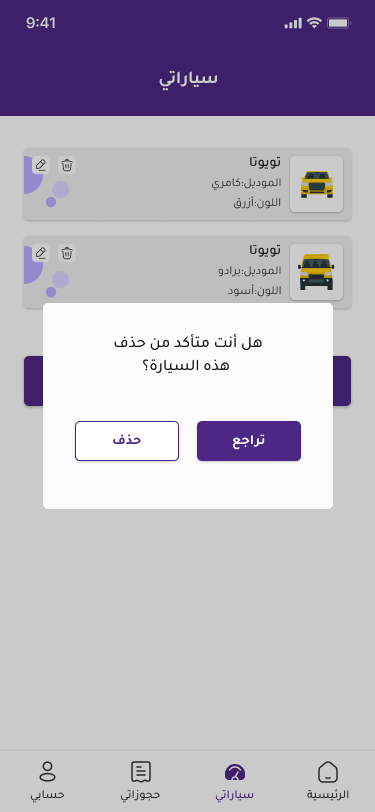 9:41
سياراتي
تويوتا
الموديل:كامري
اللون:أزرق
تويوتا
الموديل:برادو
اللون:أسود
هل أنت متأكد من حذف
هذه السيارة؟
تراجع
حذف
الرئيسية
سياراتي
حجوزاتي
حسابي